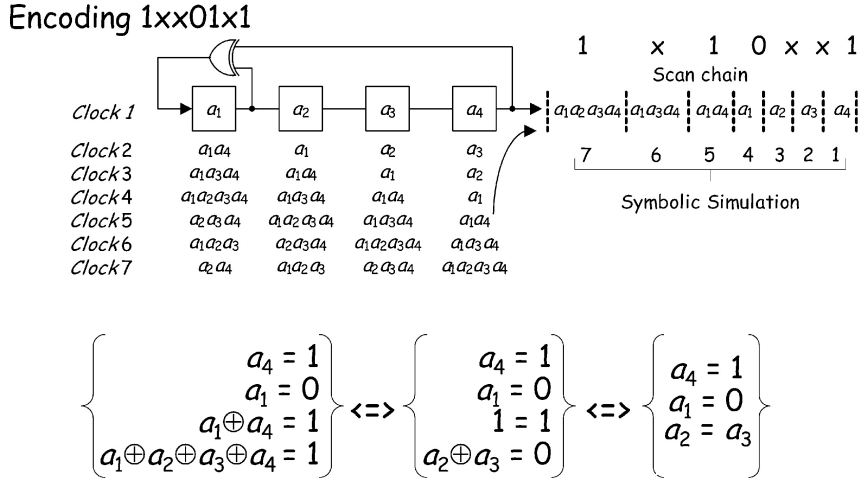 Encoding 1xx01x1
1 x 1 0 x x 1
Scan chain
Clock 1 a1 a2 a3 a4 a1a2a3a4 a1a3a4 a1a4 a1 a2 a3 a4
Clock2 a1a4 a1 a2 a3
7 6 5 4 3 2 1
Clock3 a1a3a4 a1a4 a1 a2
Clock4 a1a2a3a4 a1a3a4 a1a4 a1
Symbolic Simulation
Clock5 a2a3a4 a1a2a3a4 a1a3a4 a1a4
Clock6 a1a2a3 a2a3a4 a1a2a3a4 a1a3a4
Clock7 a2a4 a1a2a3 a2a3a4 a1a2a3a4
a4 = 1
a1 = 0
a1⊕a4 = 1
a1⊕a2⊕a3⊕a4 = 1
<=>
a4 = 1
a1 = 0
1 = 1
a2⊕a3 = 0
<=>
a4 = 1
a1 = 0
a2 = a3